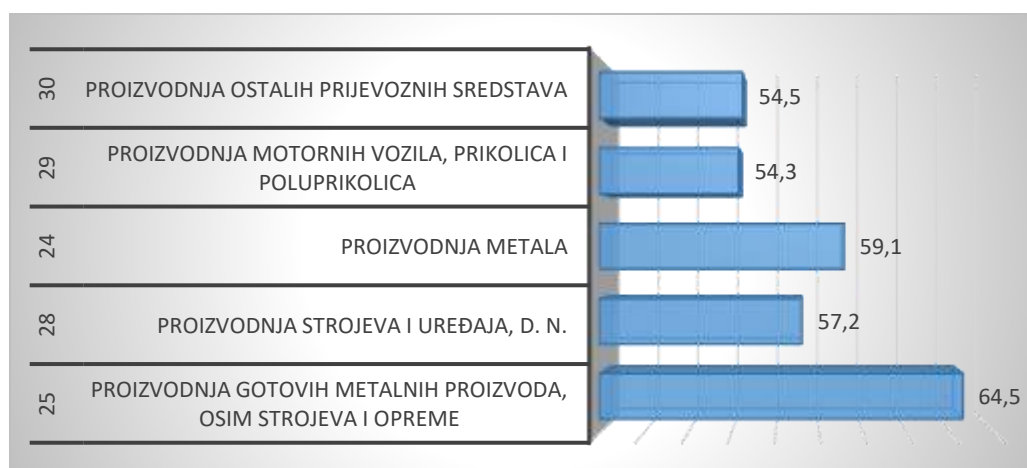 30
PROIZVODNJA OSTALIH PRIJEVOZNIH SREDSTAVA
54,5
29
PROIZVODNJA MOTORNIH VOZILA, PRIKOLICA I
POLUPRIKOLICA
54,3
24
PROIZVODNJA METALA
59,1
28
PROIZVODNJA STROJEVA I UREĐAJA, D. N.
57,2
25
PROIZVODNJA GOTOVIH METALNIH PROIZVODA,
OSIM STROJEVA I OPREME
64,5